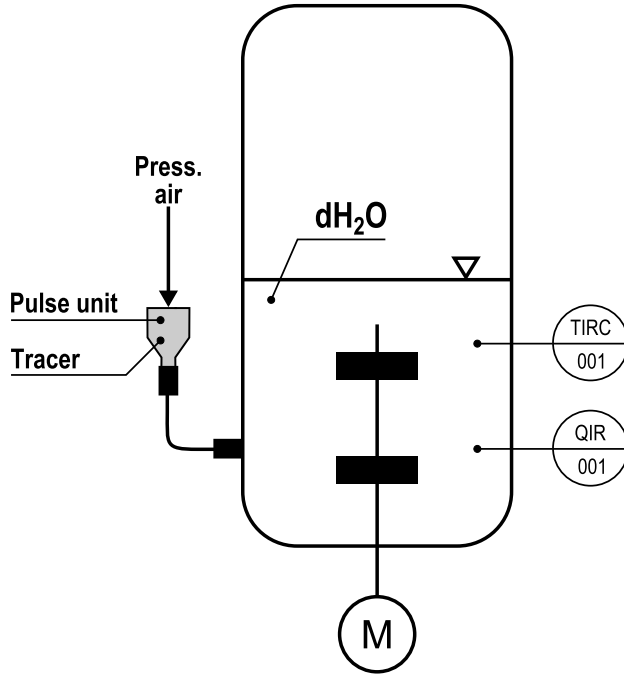 Press.
air
dH₂O
Pulse unit
Tracer
TIRC
001
QIR
001
M